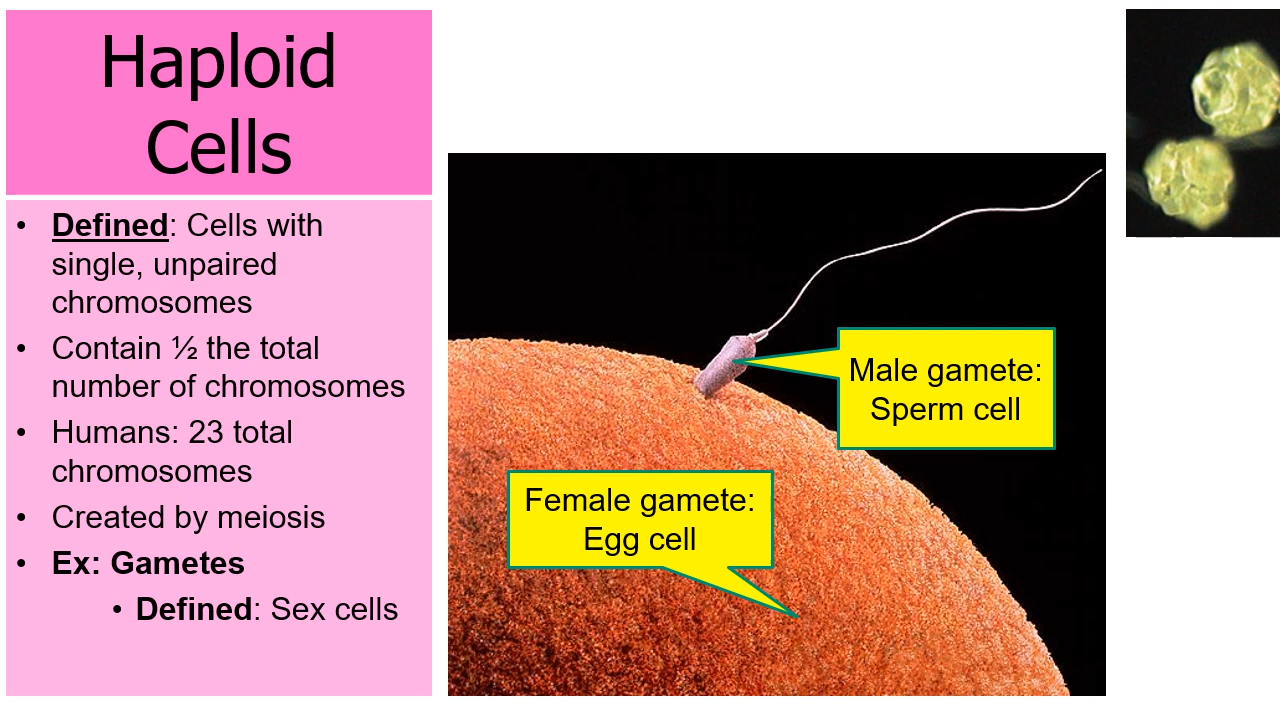 Haploid
Cells
• Defined: Cells with
single, unpaired
chromosomes
• Contain ½ the total
number of chromosomes
• Humans: 23 total
chromosomes
• Created by meiosis
• Ex: Gametes
• Defined: Sex cells
Male gamete:
Sperm cell
Female gamete:
Egg cell